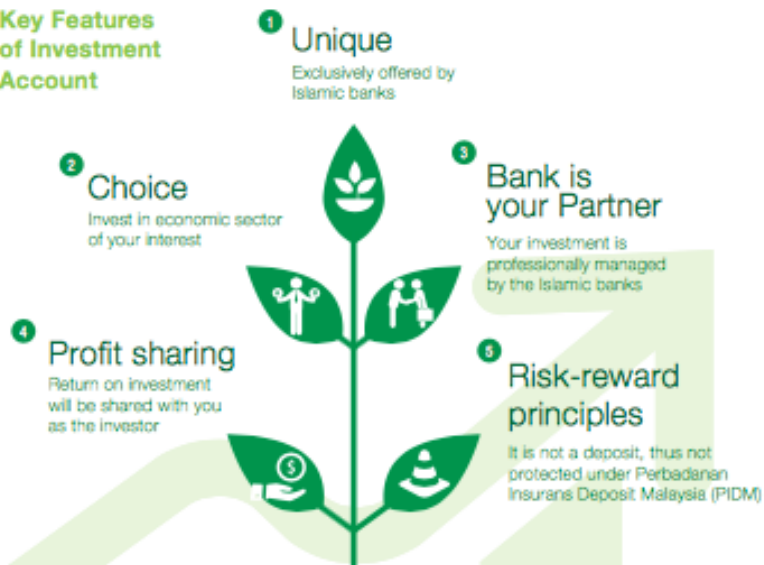 Key Features
of Investment
Account
1
Unique
Exclusively offered by
Islamic banks
2
Choice
Invest in economic sector
of your interest
3
Bank is
your Partner
Your investment is
professionally managed
by the Islamic banks
4
Profit sharing
Return on investment
will be shared with you
as the investor
$
5
Risk-reward
principles
It is not a deposit, thus not
protected under Perbadanan
Insurans Deposit Malaysia (PIDM)